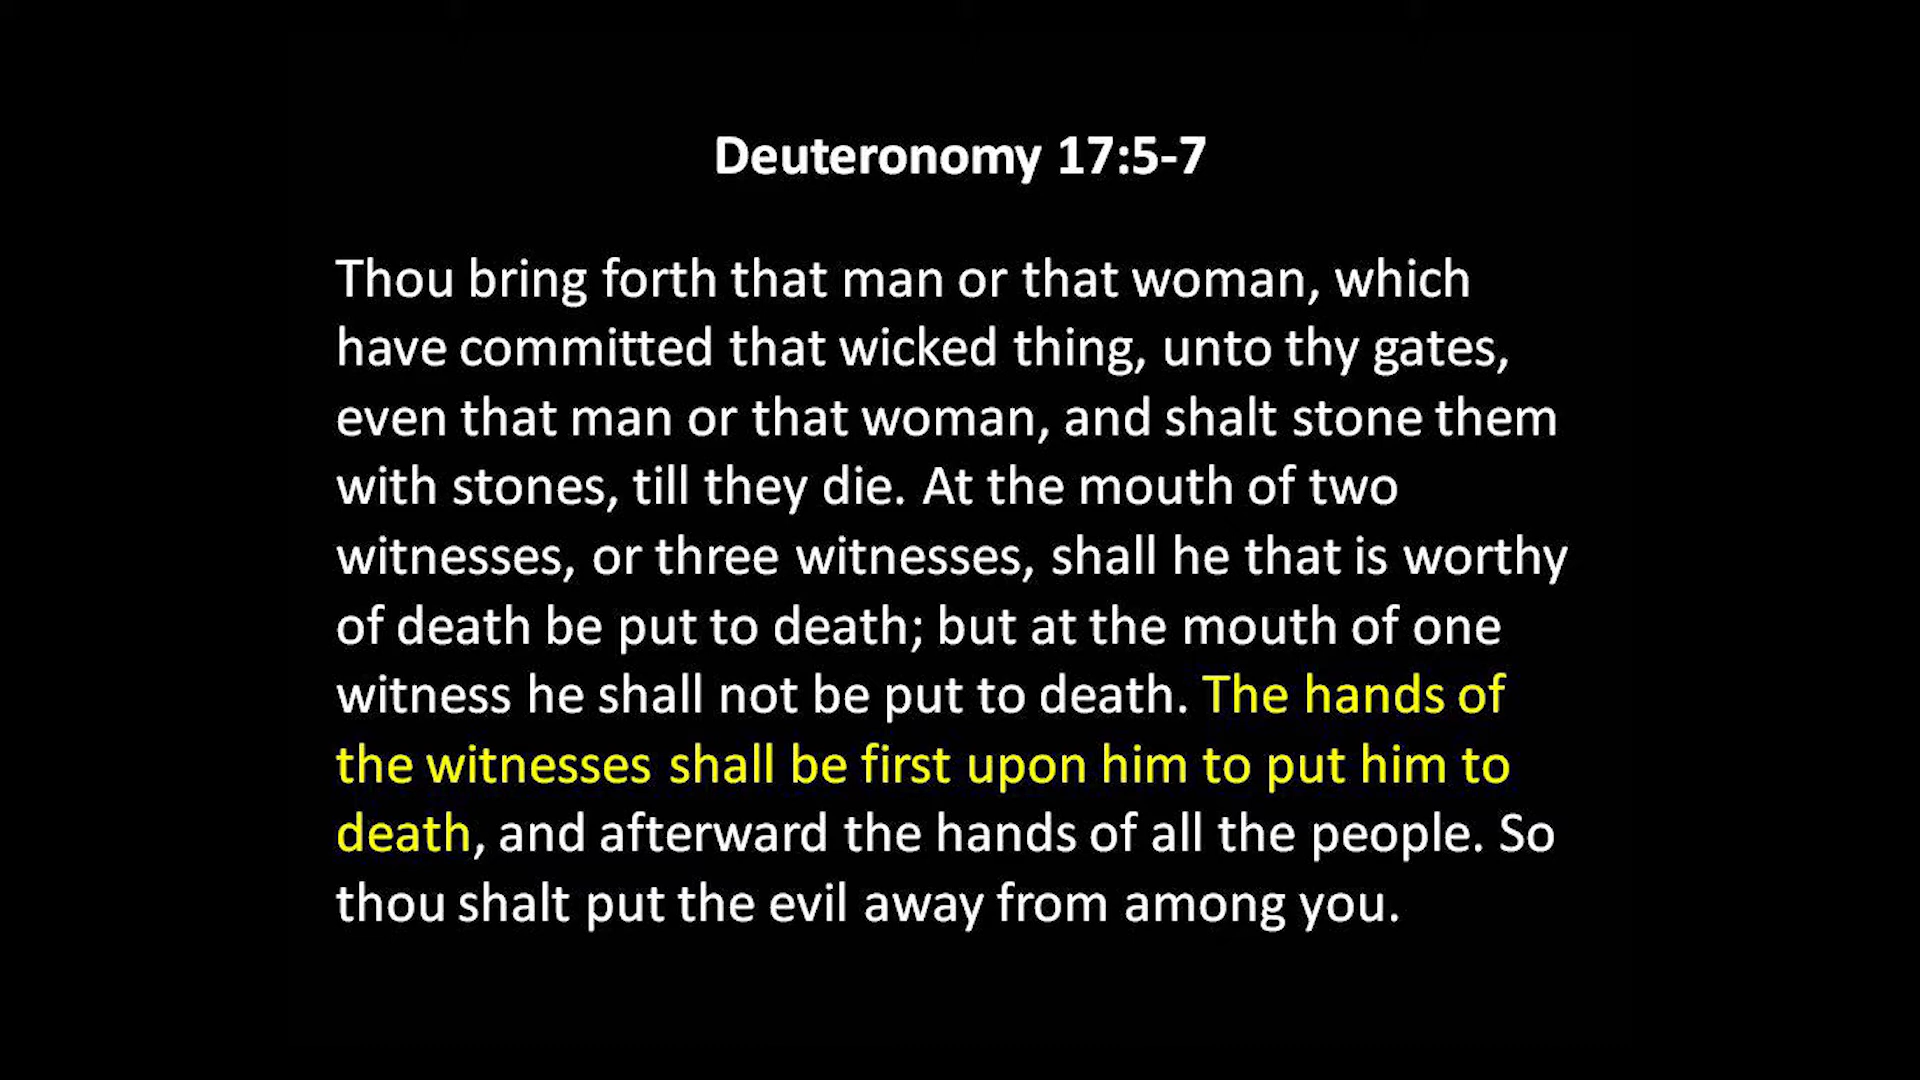 Deuteronomy 17:5-7
Thou bring forth that man or that woman, which
have committed that wicked thing, unto thy gates,
even that man or that woman, and shalt stone them
with stones, till they die. At the mouth of two
witnesses, or three witnesses, shall he that is worthy
of death be put to death; but at the mouth of one
witness he shall not be put to death. The hands of
the witnesses shall be first upon him to put him to
death, and afterward the hands of all the people. So
thou shalt put the evil away from among you.